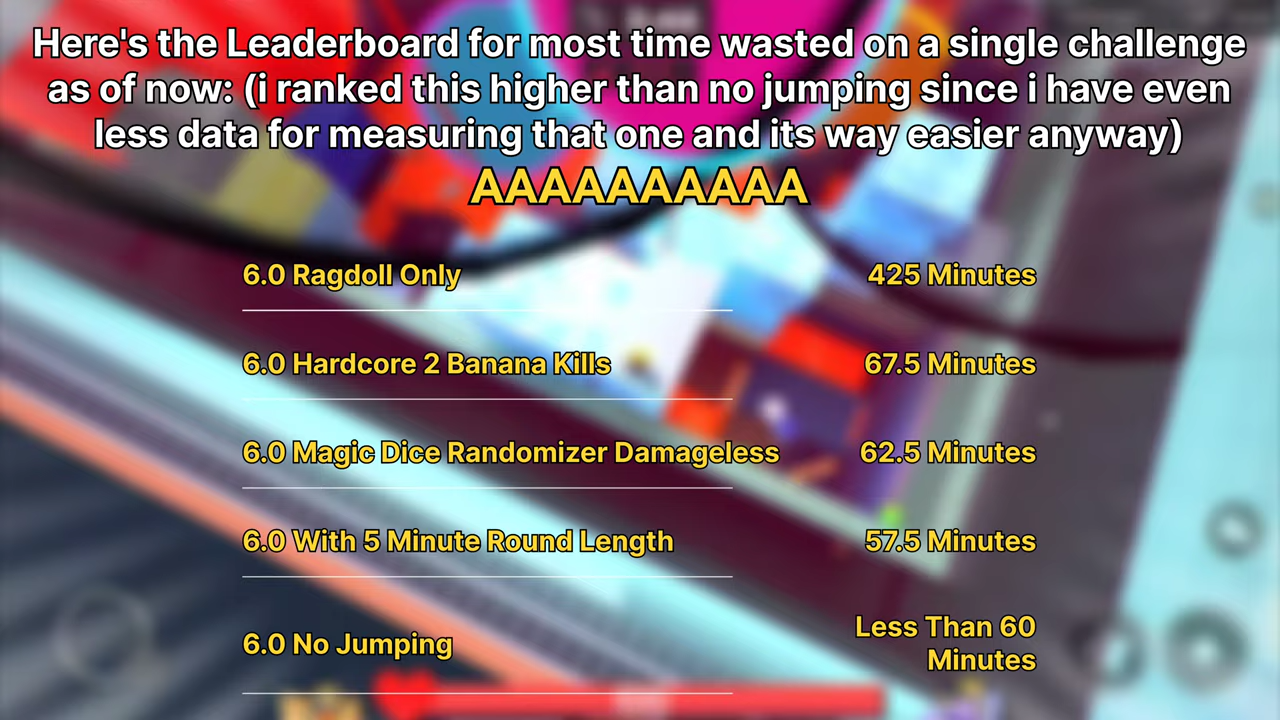 Here's the Leaderboard for most time wasted on a single challenge
as of now: (i ranked this higher than no jumping since i have even
less data for measuring that one and its way easier anyway)
AAAAAAAAAA
6.0 Ragdoll Only 425 Minutes
6.0 Hardcore 2 Banana Kills 67.5 Minutes
6.0 Magic Dice Randomizer Damageless 62.5 Minutes
6.0 With 5 Minute Round Length 57.5 Minutes
6.0 No Jumping Less Than 60
Minutes